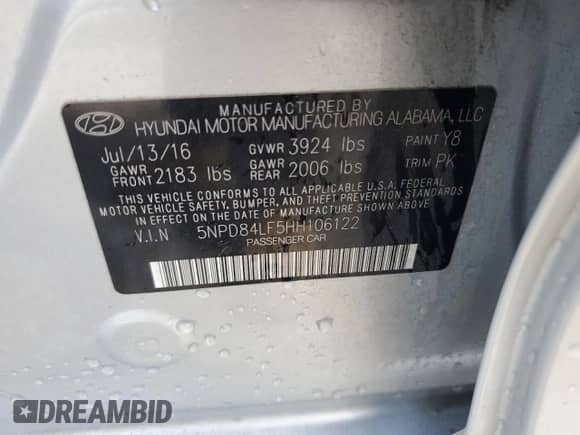 MANUFACTURED BY
HYUNDAI MOTOR MANUFACTURING ALABAMA, LLC
Jul/13/16 GVWR 3924 lbs PAINT Y8
GAWR FRONT 2183 lbs GAWR REAR 2006 lbs TRIM PK
THIS VEHICLE CONFORMS TO ALL APPLICABLE U.S.A. FEDERAL
MOTOR VEHICLE SAFETY, BUMPER, AND THEFT PREVENTION STANDARDS
IN EFFECT ON THE DATE OF MANUFACTURE SHOWN ABOVE.
V.I.N 5NPD84LF5HH106122
PASSENGER CAR
DREAMBID